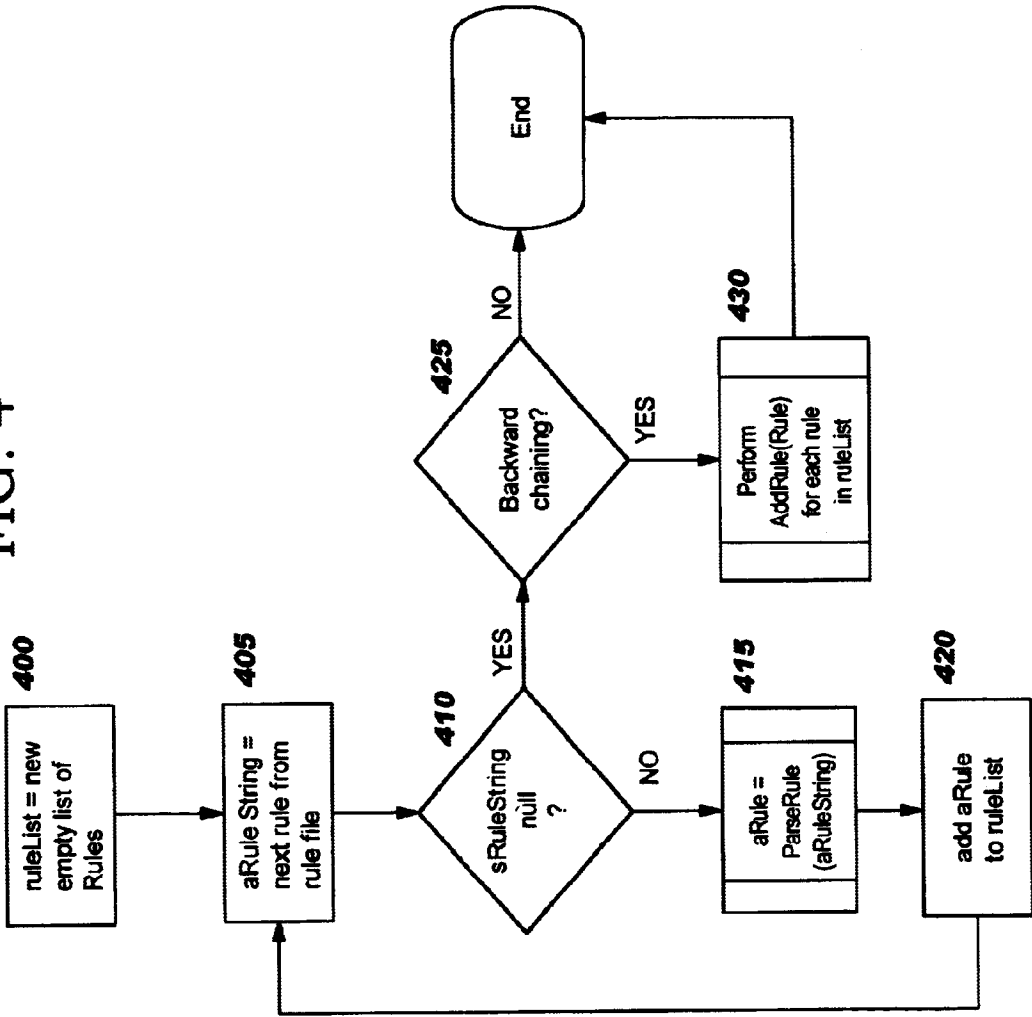 FIG. 4
400
ruleList = new
empty list of
Rules
405
aRule String =
next rule from
rule file
410
sRuleString
null
?
YES
NO
415
aRule =
ParseRule
(aRuleString)
420
add aRule
to ruleList
425
Backward
chaining?
NO
YES
430
Perform
AddRule(Rule)
for each rule
in ruleList
End